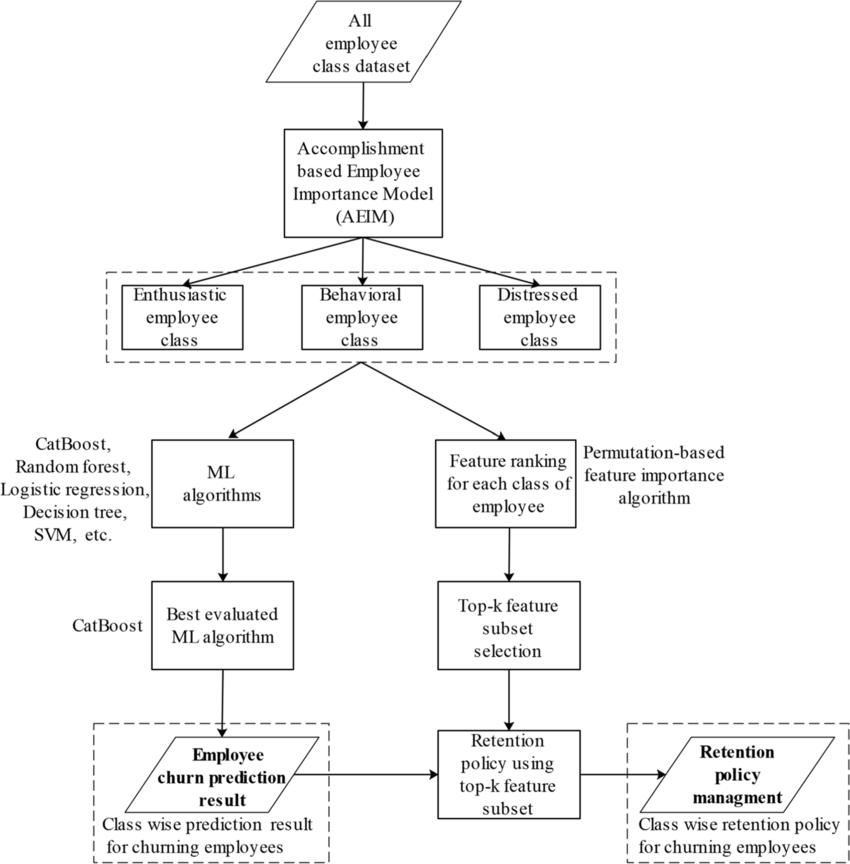 All
employee
class dataset
Accomplishment
based Employee
Importance Model
(AEIM)
Enthusiastic
employee
class
Behavioral
employee
class
Distressed
employee
class
CatBoost,
Random forest,
Logistic regression,
Decision tree,
SVM, etc.
ML
algorithms
Feature ranking
for each class of
employee
Permutation-based
feature importance
algorithm
CatBoost
Best evaluated
ML algorithm
Top-k feature
subset
selection
Employee
churn prediction
result
Class wise prediction result
for churning employees
Retention
policy using
top-k feature
subset
Retention
policy
managment
Class wise retention policy
for churning employees